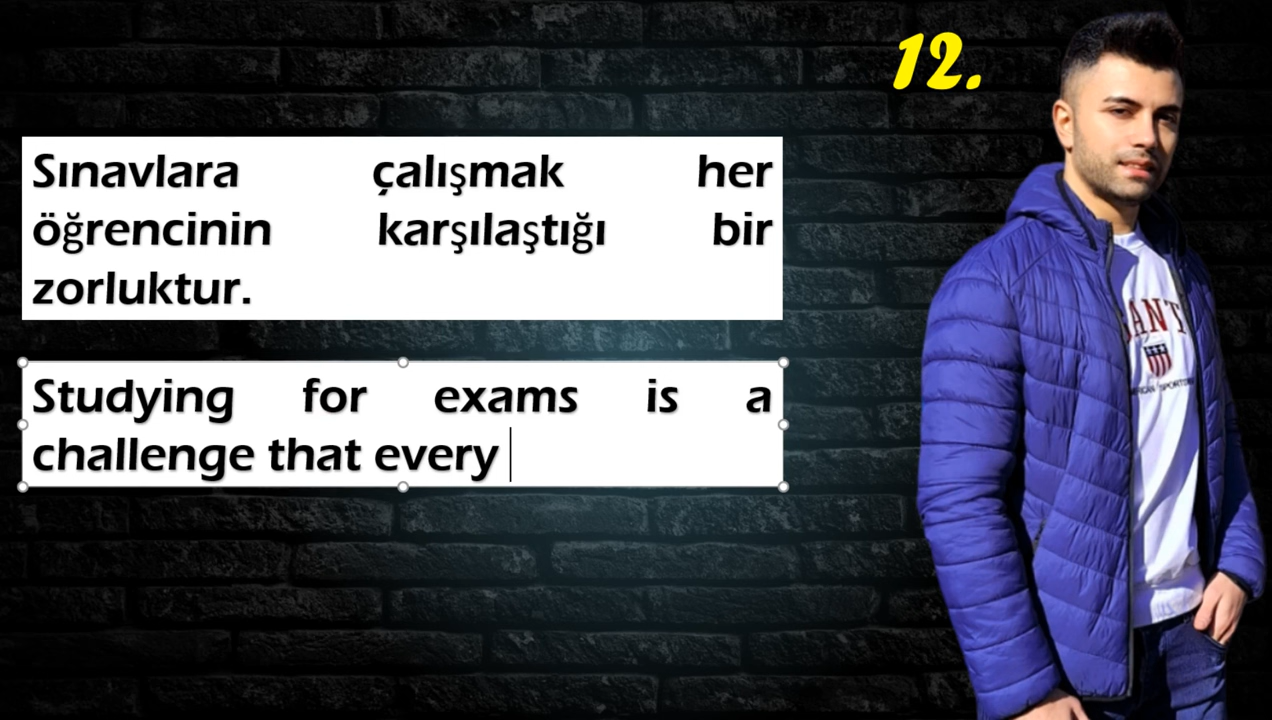 12.
Sınavlara çalışmak her
öğrencinin karşılaştığı bir
zorluktur.
Studying for exams is a
challenge that every